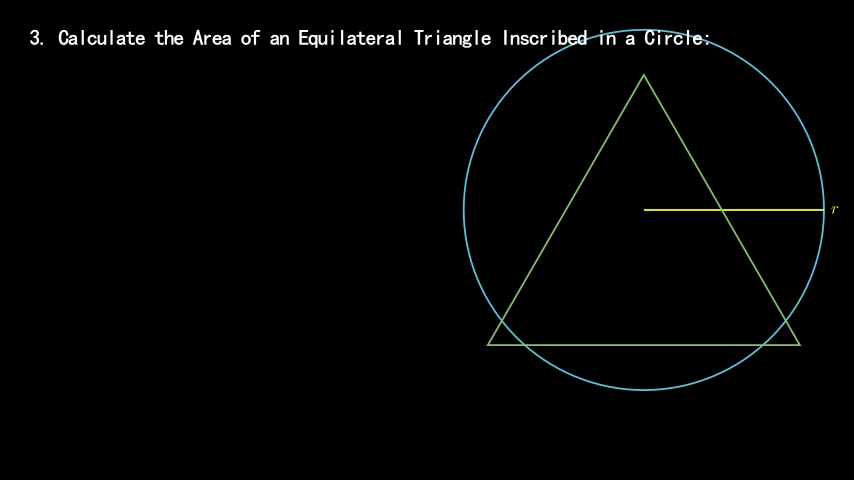 3. Calculate the Area of an Equilateral Triangle Inscribed in a Circle:
r